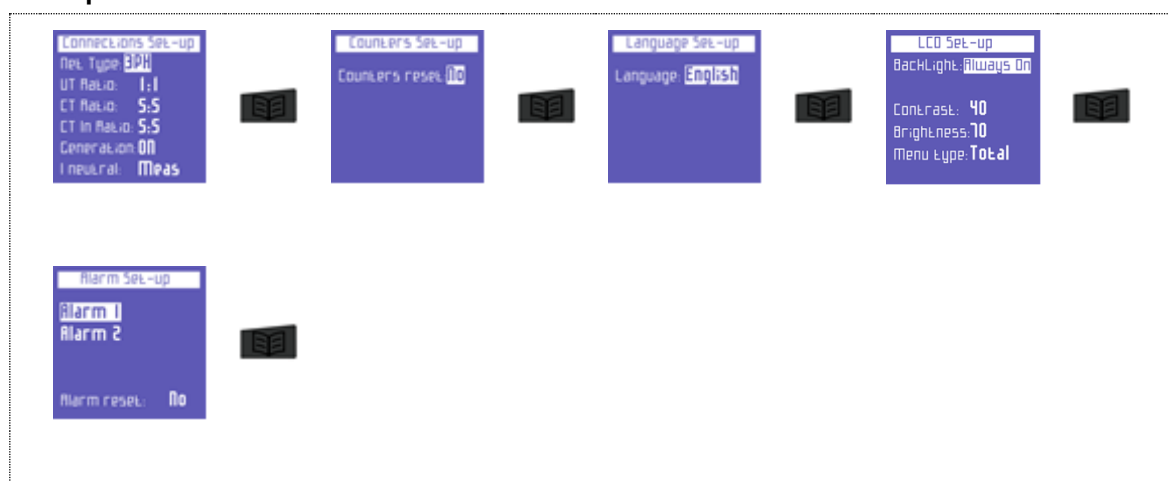 Connections Set-up
Net Type: 3PH
VT Ratio: 1:1
CT Ratio: 5:5
CT In Ratio: 5:5
Generation: ON
I neutral: Meas
Counters Set-up
Counters reset: No
Language Set-up
Language: English
LCD Set-up
BackLight: Always On
Contrast: 40
Brightness: 70
Menu type: Total
Alarm Set-up
Alarm 1
Alarm 2
Alarm reset: No